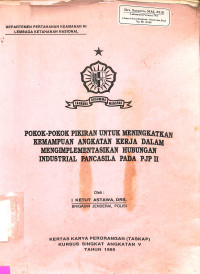 DEPARTEMEN PERTAHANAN KEAMANAN RI
LEMBAGA KETAHANAN NASIONAL
POKOK-POKOK PIKIRAN UNTUK MENINGKATKAN
KEMAMPUAN ANGKATAN KERJA DALAM
MENGIMPLEMENTASIKAN HUBUNGAN
INDUSTRIAL PANCASILA PADA PJP II
Oleh :
I KETUT ASTAWA, DRS.
BRIGADIR JENDERAL POLISI
KERTAS KARYA PERORANGAN (TASKAP)
KURSUS SINGKAT ANGKATAN V
TAHUN 1995